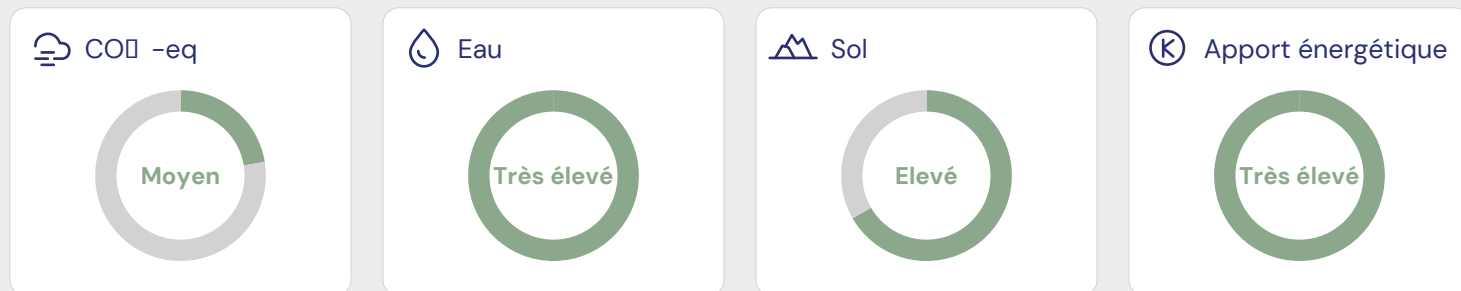 CO▯ -eq
Moyen
Eau
Très élevé
Sol
Elevé
Apport énergétique
Très élevé